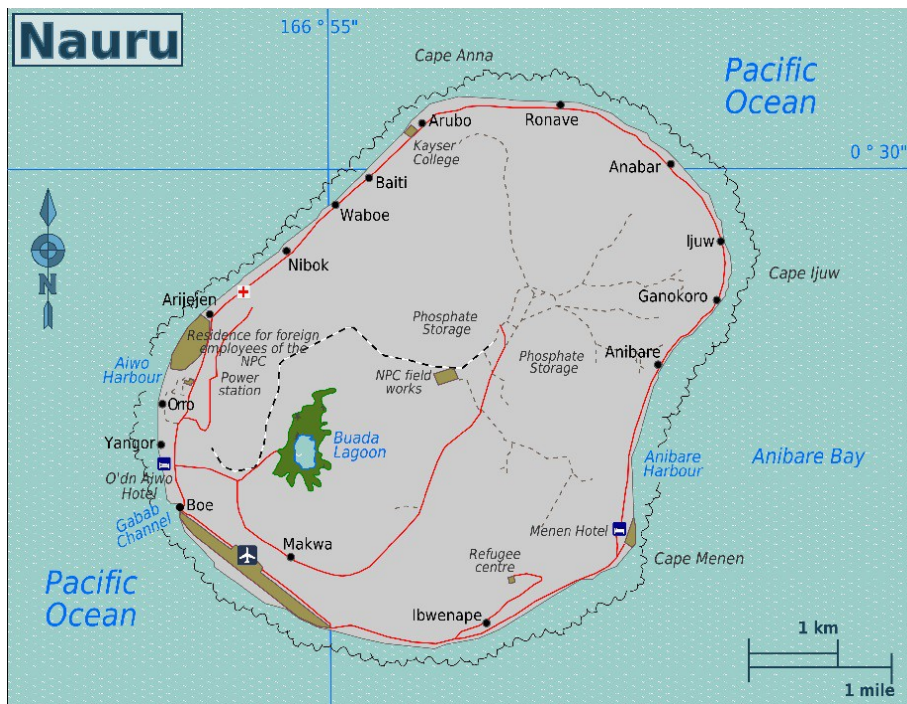 Nauru
166 ° 55"
Cape Anna
Pacific
Ocean
Arubo
Ronave
Kayser
College
0 ° 30"
Anabar
Baiti
Waboe
Ijuw
Nibok
Cape Ijuw
N
Ganokoro
Arijejen
Phosphate
Storage
Residence for foreign
employees of the
NPC
Anibare
Phosphate
Storage
Aiwo
Harbour
Power
station
NPC field
works
Orro
Yangor
Buada
Lagoon
Anibare
Harbour
Anibare Bay
O'dn Aiwo
Hotel
Boe
Gabab
Channel
Menen Hotel
Makwa
Refugee
centre
Cape Menen
Pacific
Ocean
Ibwenape
1 km
1 mile